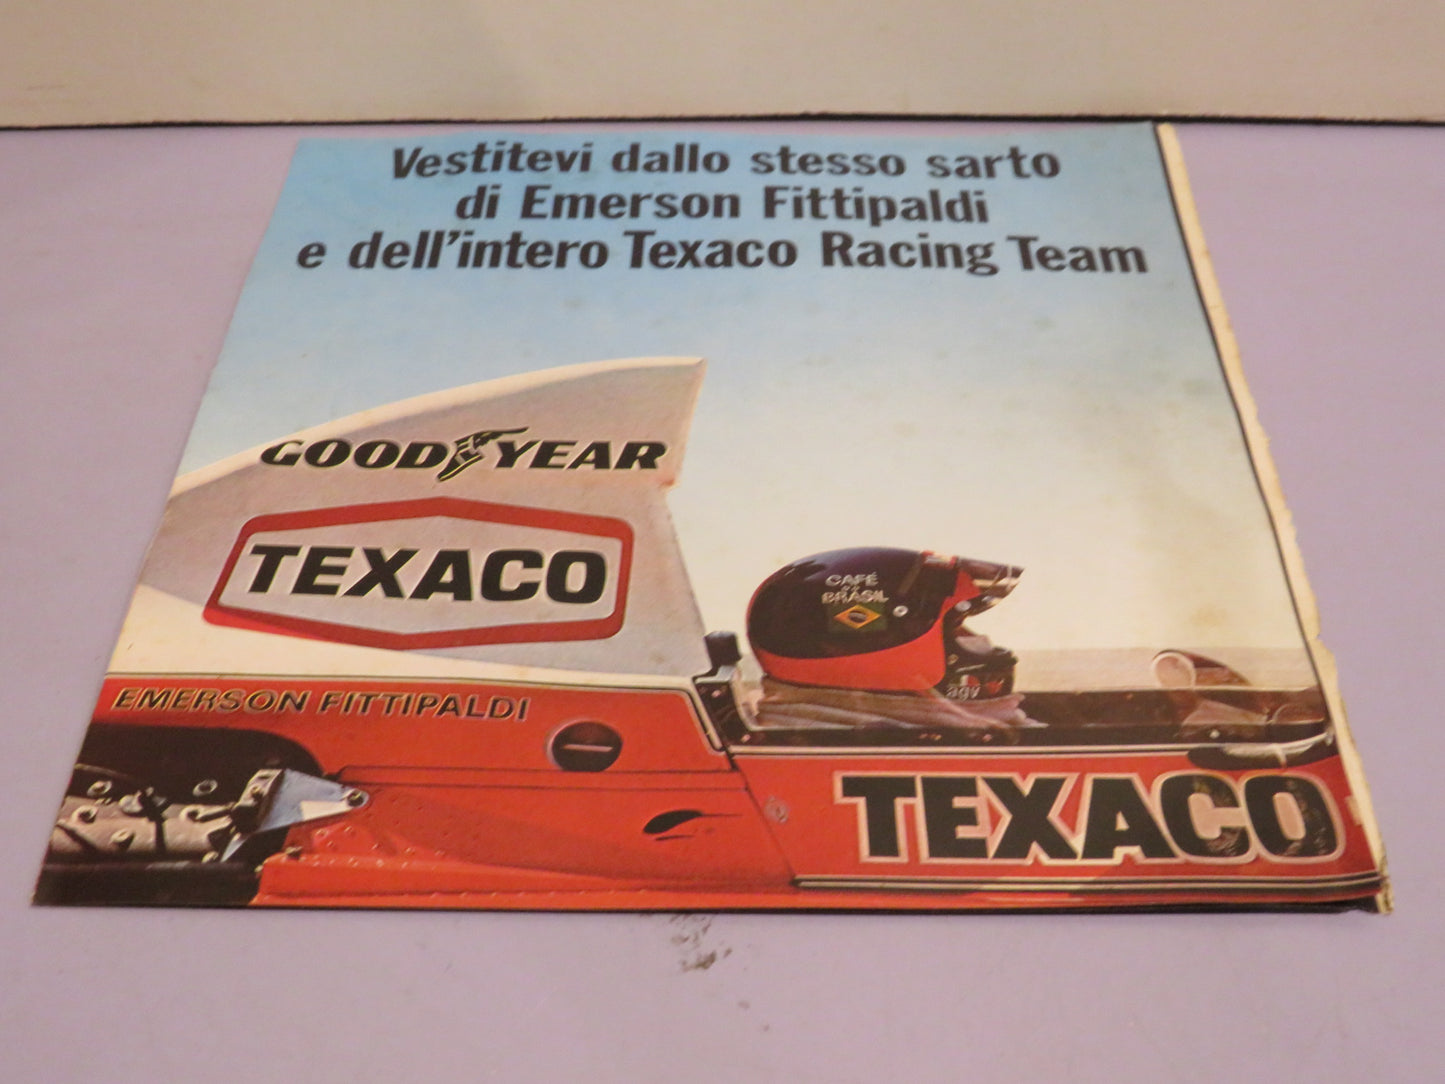 Vestitevi dallo stesso sarto
di Emerson Fittipaldi
e dell'intero Texaco Racing Team
GOODYEAR
TEXACO
CAFÉ
DO
BRASIL
agv
EMERSON FITTIPALDI
TEXACO